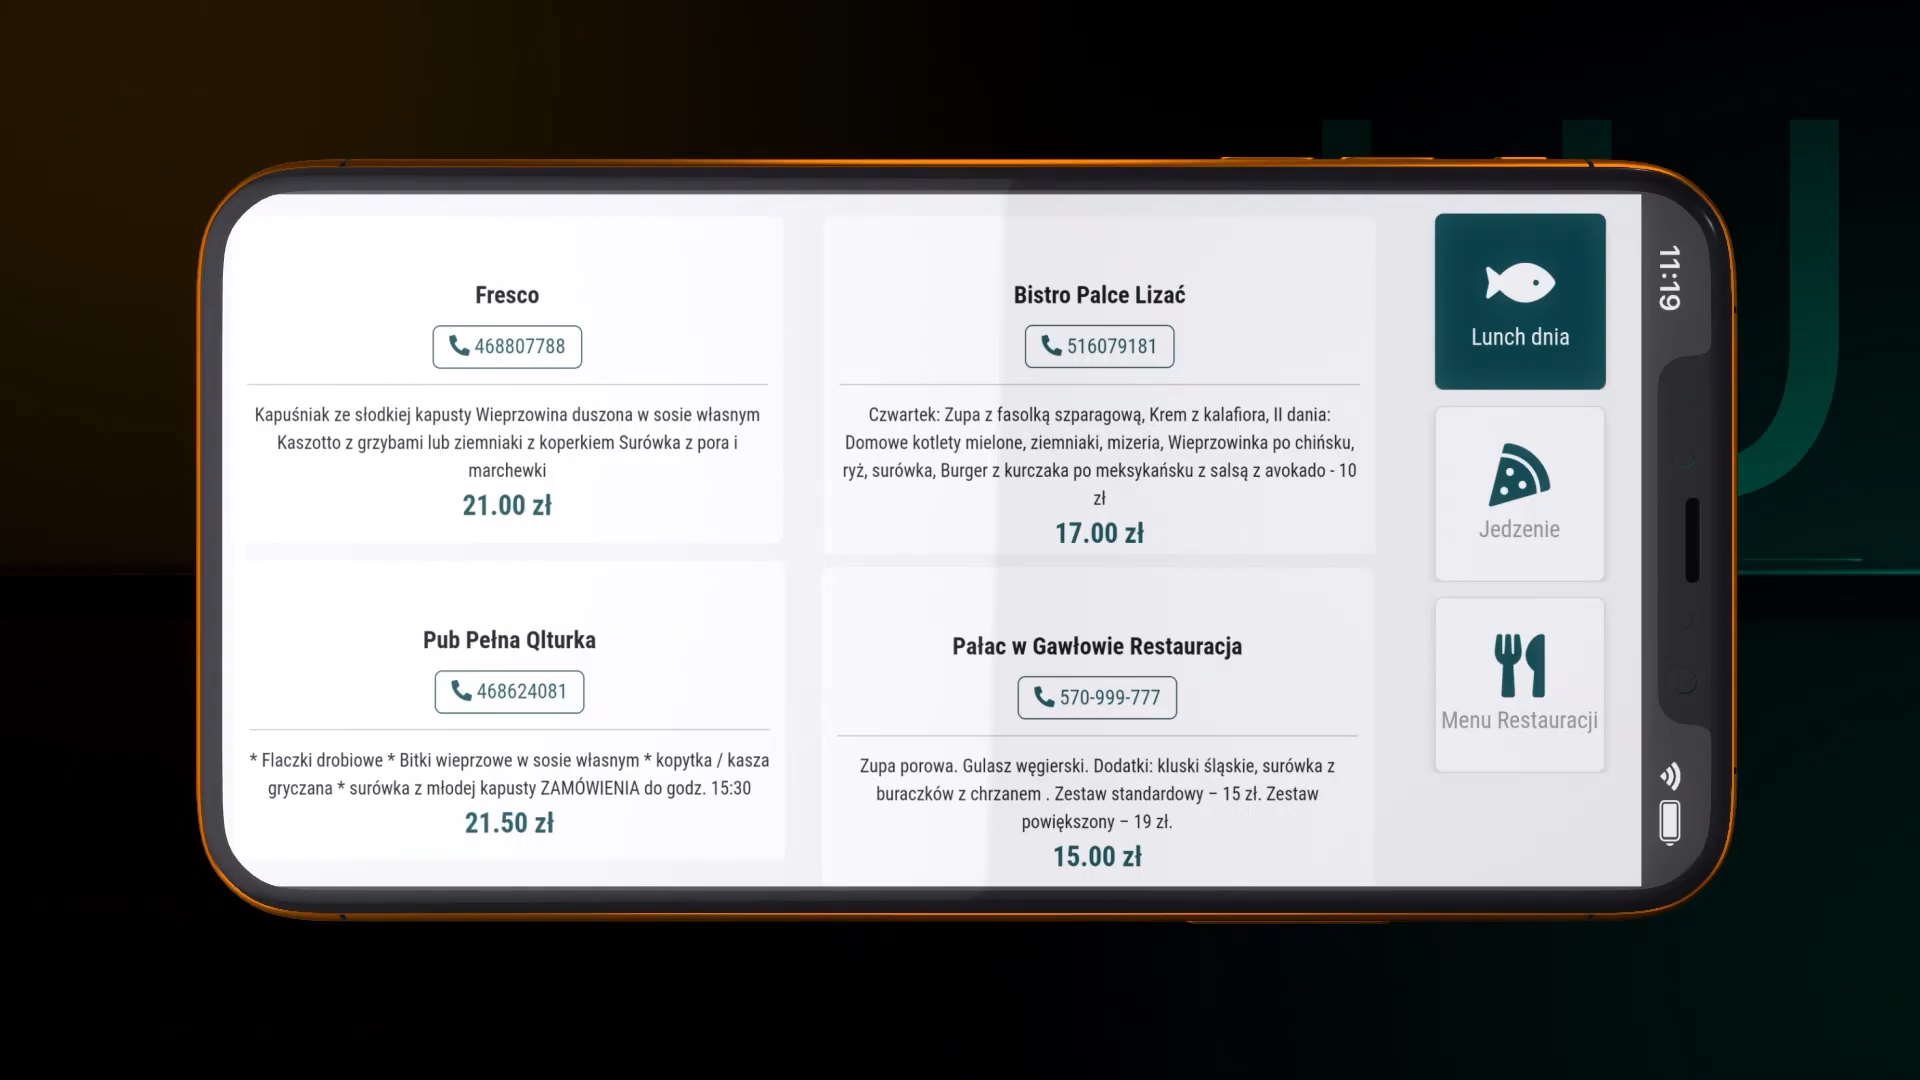 Fresco
468807788
Kapuśniak ze słodkiej kapusty Wieprzowina duszona w sosie własnym
Kaszotto z grzybami lub ziemniaki z koperkiem Surówka z pora i
marchewki
21.00 zł
Bistro Palce Lizać
516079181
Czwartek: Zupa z fasolką szparagową, Krem z kalafiora, II dania:
Domowe kotlety mielone, ziemniaki, mizeria, Wieprzowinka po chińsku,
ryż, surówka, Burger z kurczaka po meksykańsku z salsą z avokado - 10
zł
17.00 zł
Pub Pełna Qlturka
468624081
* Flaczki drobiowe * Bitki wieprzowe w sosie własnym * kopytka / kasza
gryczana * surówka z młodej kapusty ZAMÓWIENIA do godz. 15:30
21.50 zł
Pałac w Gawłowie Restauracja
570-999-777
Zupa porowa. Gulasz węgierski. Dodatki: kluski śląskie, surówka z
buraczków z chrzanem . Zestaw standardowy – 15 zł. Zestaw
powiększony – 19 zł.
15.00 zł
Lunch dnia
Jedzenie
Menu Restauracji
11:19